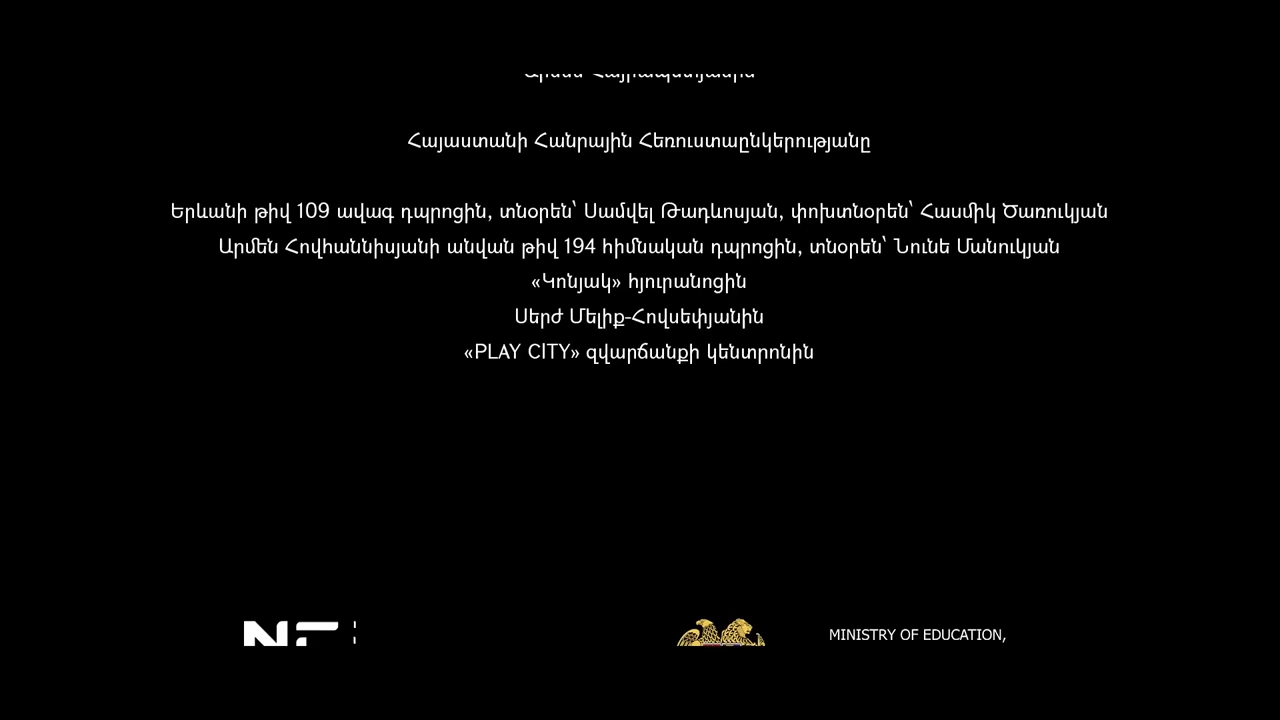 Հայաստանի Հանրային Հեռուստաընկերությանը
Երևանի թիվ 109 ավագ դպրոցին, տնօրեն՝ Սամվել Թադևոսյան, փոխտնօրեն՝ Հասմիկ Ծառուկյան
Արմեն Հովհաննիսյանի անվան թիվ 194 հիմնական դպրոցին, տնօրեն՝ Նունե Մանուկյան
«Կոնյակ» հյուրանոցին
Սերժ Մելիք-Հովսեփյանին
«PLAY CITY» զվարճանքի կենտրոնին
MINISTRY OF EDUCATION,